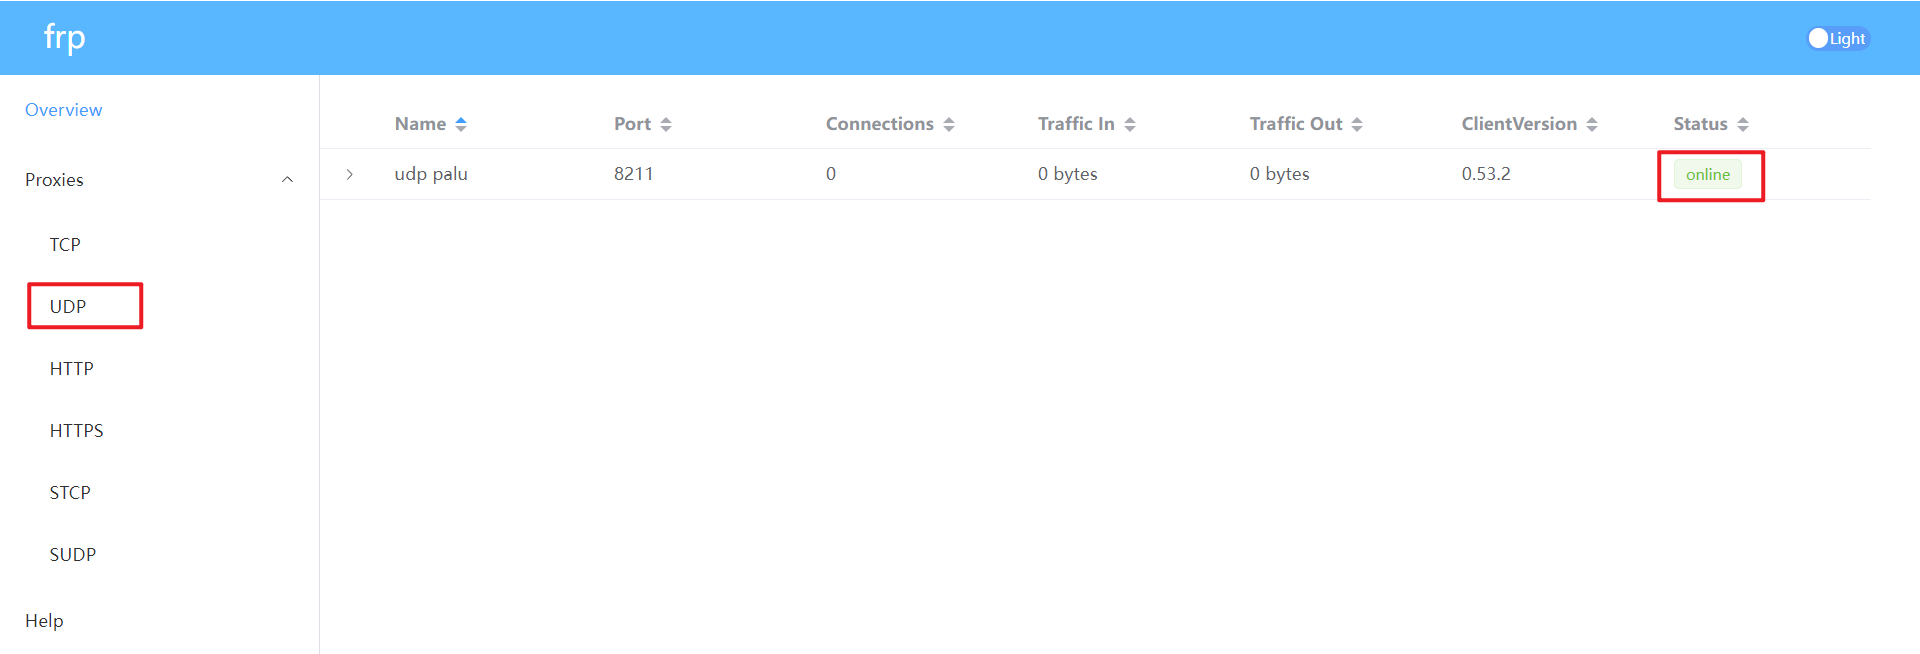 frp
Light
Overview
Proxies
TCP
UDP
HTTP
HTTPS
STCP
SUDP
Help
Name Port Connections Traffic In Traffic Out ClientVersion Status
udp palu 8211 0 0 bytes 0 bytes 0.53.2 online